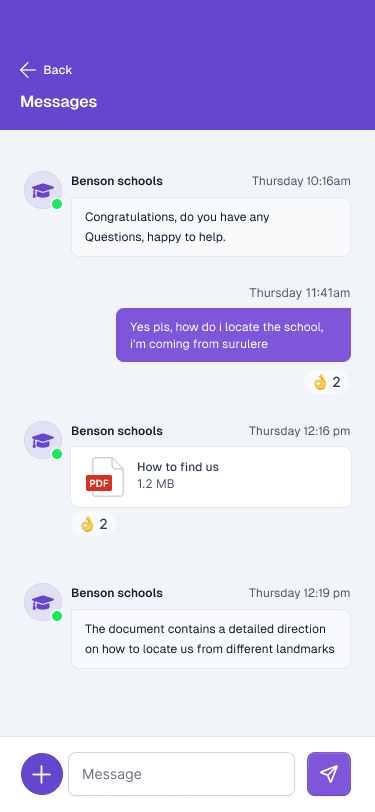 Back
Messages
Benson schools Thursday 10:16am
Congratulations, do you have any
Questions, happy to help.
Thursday 11:41am
Yes pls, how do i locate the school,
i'm coming from surulere
👌 2
Benson schools Thursday 12:16 pm
PDF
How to find us
1.2 MB
👌 2
Benson schools Thursday 12:19 pm
The document contains a detailed direction
on how to locate us from different landmarks
Message